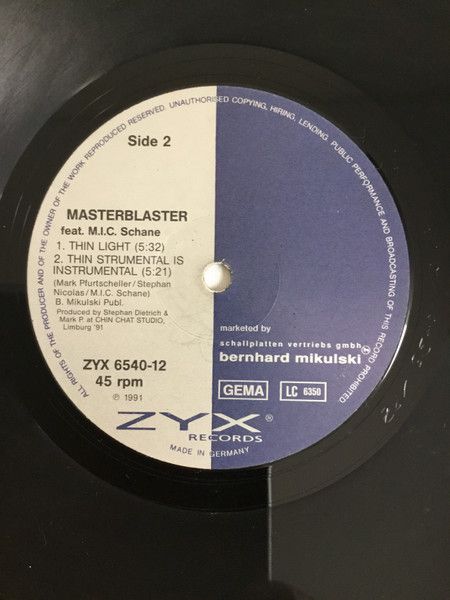 ALL RIGHTS OF THE PRODUCER AND OF THE OWNER OF THE WORK REPRODUCED RESERVED. UNAUTHORISED COPYING, HIRING, LENDING, PUBLIC PERFORMANCE AND BROADCASTING OF THIS RECORD PROHIBITED
Side 2
MASTERBLASTER
feat. M.I.C. Schane
1. THIN LIGHT (5:32)
2. THIN STRUMENTAL IS
INSTRUMENTAL (5:21)
(Mark Pfurtscheller/Stephan
Nicolas/M.I.C. Schane)
B. Mikulski Publ.
Produced by Stephan Dietrich &
Mark P. at CHIN CHAT STUDIO,
Limburg '91
ZYX 6540-12
45 rpm
℗ 1991
marketed by
schallplatten vertriebs gmbh
bernhard mikulski
GEMA
LC 6350
ZYX®
RECORDS
MADE IN GERMANY